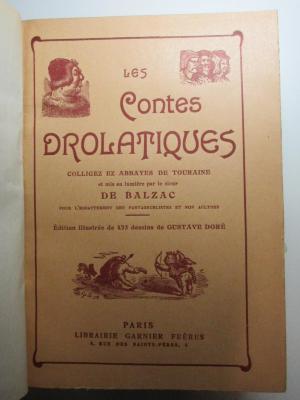 LES
Contes
DROLATIQUES
COLLIGEZ EZ ABBAYES DE TOURAINE
et mis en lumière par le sieur
DE BALZAC
POUR L'ESBATTEMENT DES PANTAGRUELISTES ET NON AULTRES
Édition illustrée de 425 dessins de GUSTAVE DORÉ
PARIS
LIBRAIRIE GARNIER FRÈRES
6, RUE DES SAINTS-PÈRES, 6